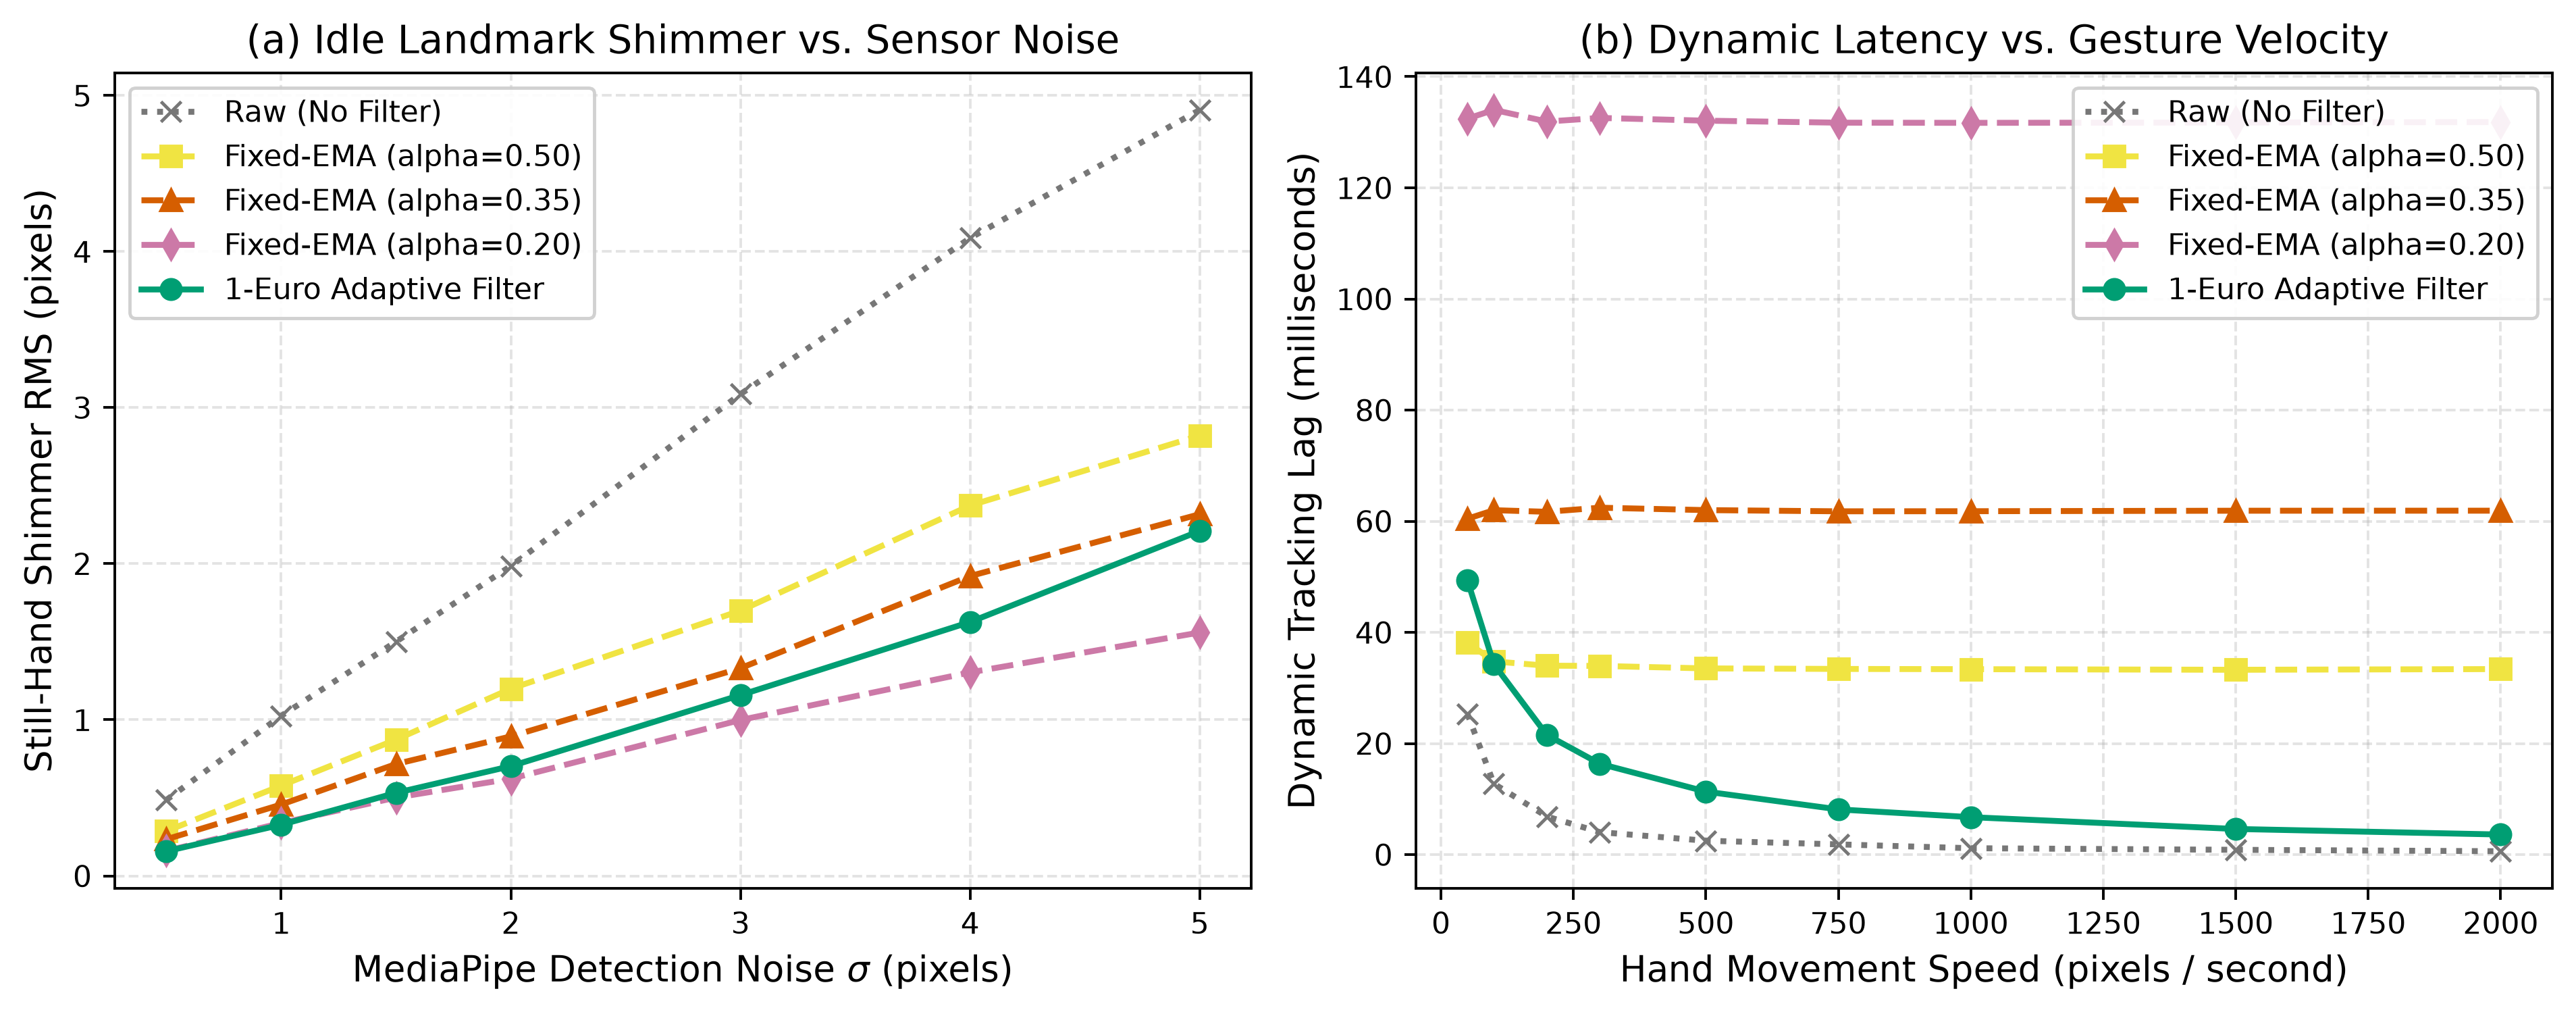 (a) Idle Landmark Shimmer vs. Sensor Noise
Still-Hand Shimmer RMS (pixels)
5
4
3
2
1
0
Raw (No Filter)
Fixed-EMA (alpha=0.50)
Fixed-EMA (alpha=0.35)
Fixed-EMA (alpha=0.20)
1-Euro Adaptive Filter
1 2 3 4 5
MediaPipe Detection Noise σ (pixels)
(b) Dynamic Latency vs. Gesture Velocity
Dynamic Tracking Lag (milliseconds)
140
120
100
80
60
40
20
0
Raw (No Filter)
Fixed-EMA (alpha=0.50)
Fixed-EMA (alpha=0.35)
Fixed-EMA (alpha=0.20)
1-Euro Adaptive Filter
0 250 500 750 1000 1250 1500 1750 2000
Hand Movement Speed (pixels / second)